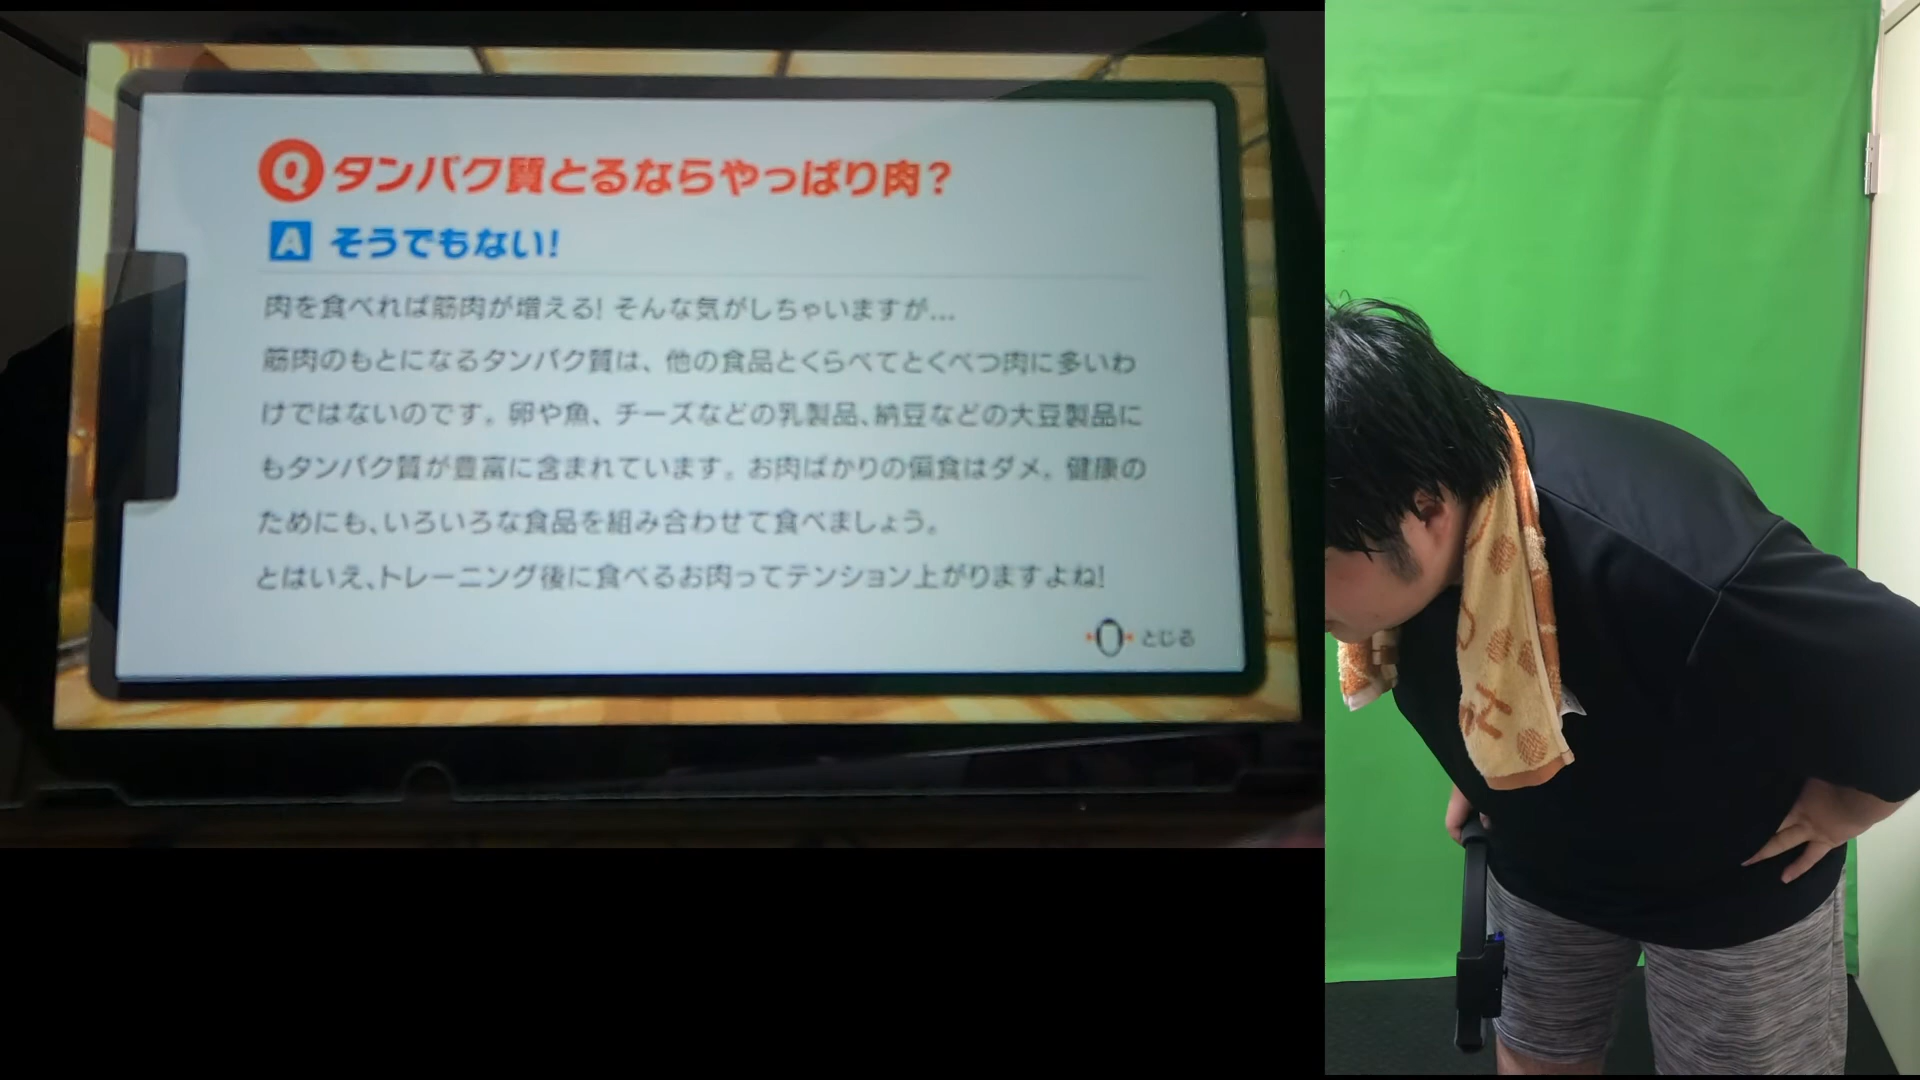 Q タンパク質とるならやっぱり肉?
A そうでもない!
肉を食べれば筋肉が増える! そんな気がしちゃいますが...
筋肉のもとになるタンパク質は、他の食品とくらべてとくべつ肉に多いわ
けではないのです。卵や魚、チーズなどの乳製品、納豆などの大豆製品に
もタンパク質が豊富に含まれています。お肉ばかりの偏食はダメ。健康の
ためにも、いろいろな食品を組み合わせて食べましょう。
とはいえ、トレーニング後に食べるお肉ってテンション上がりますよね!
とじる